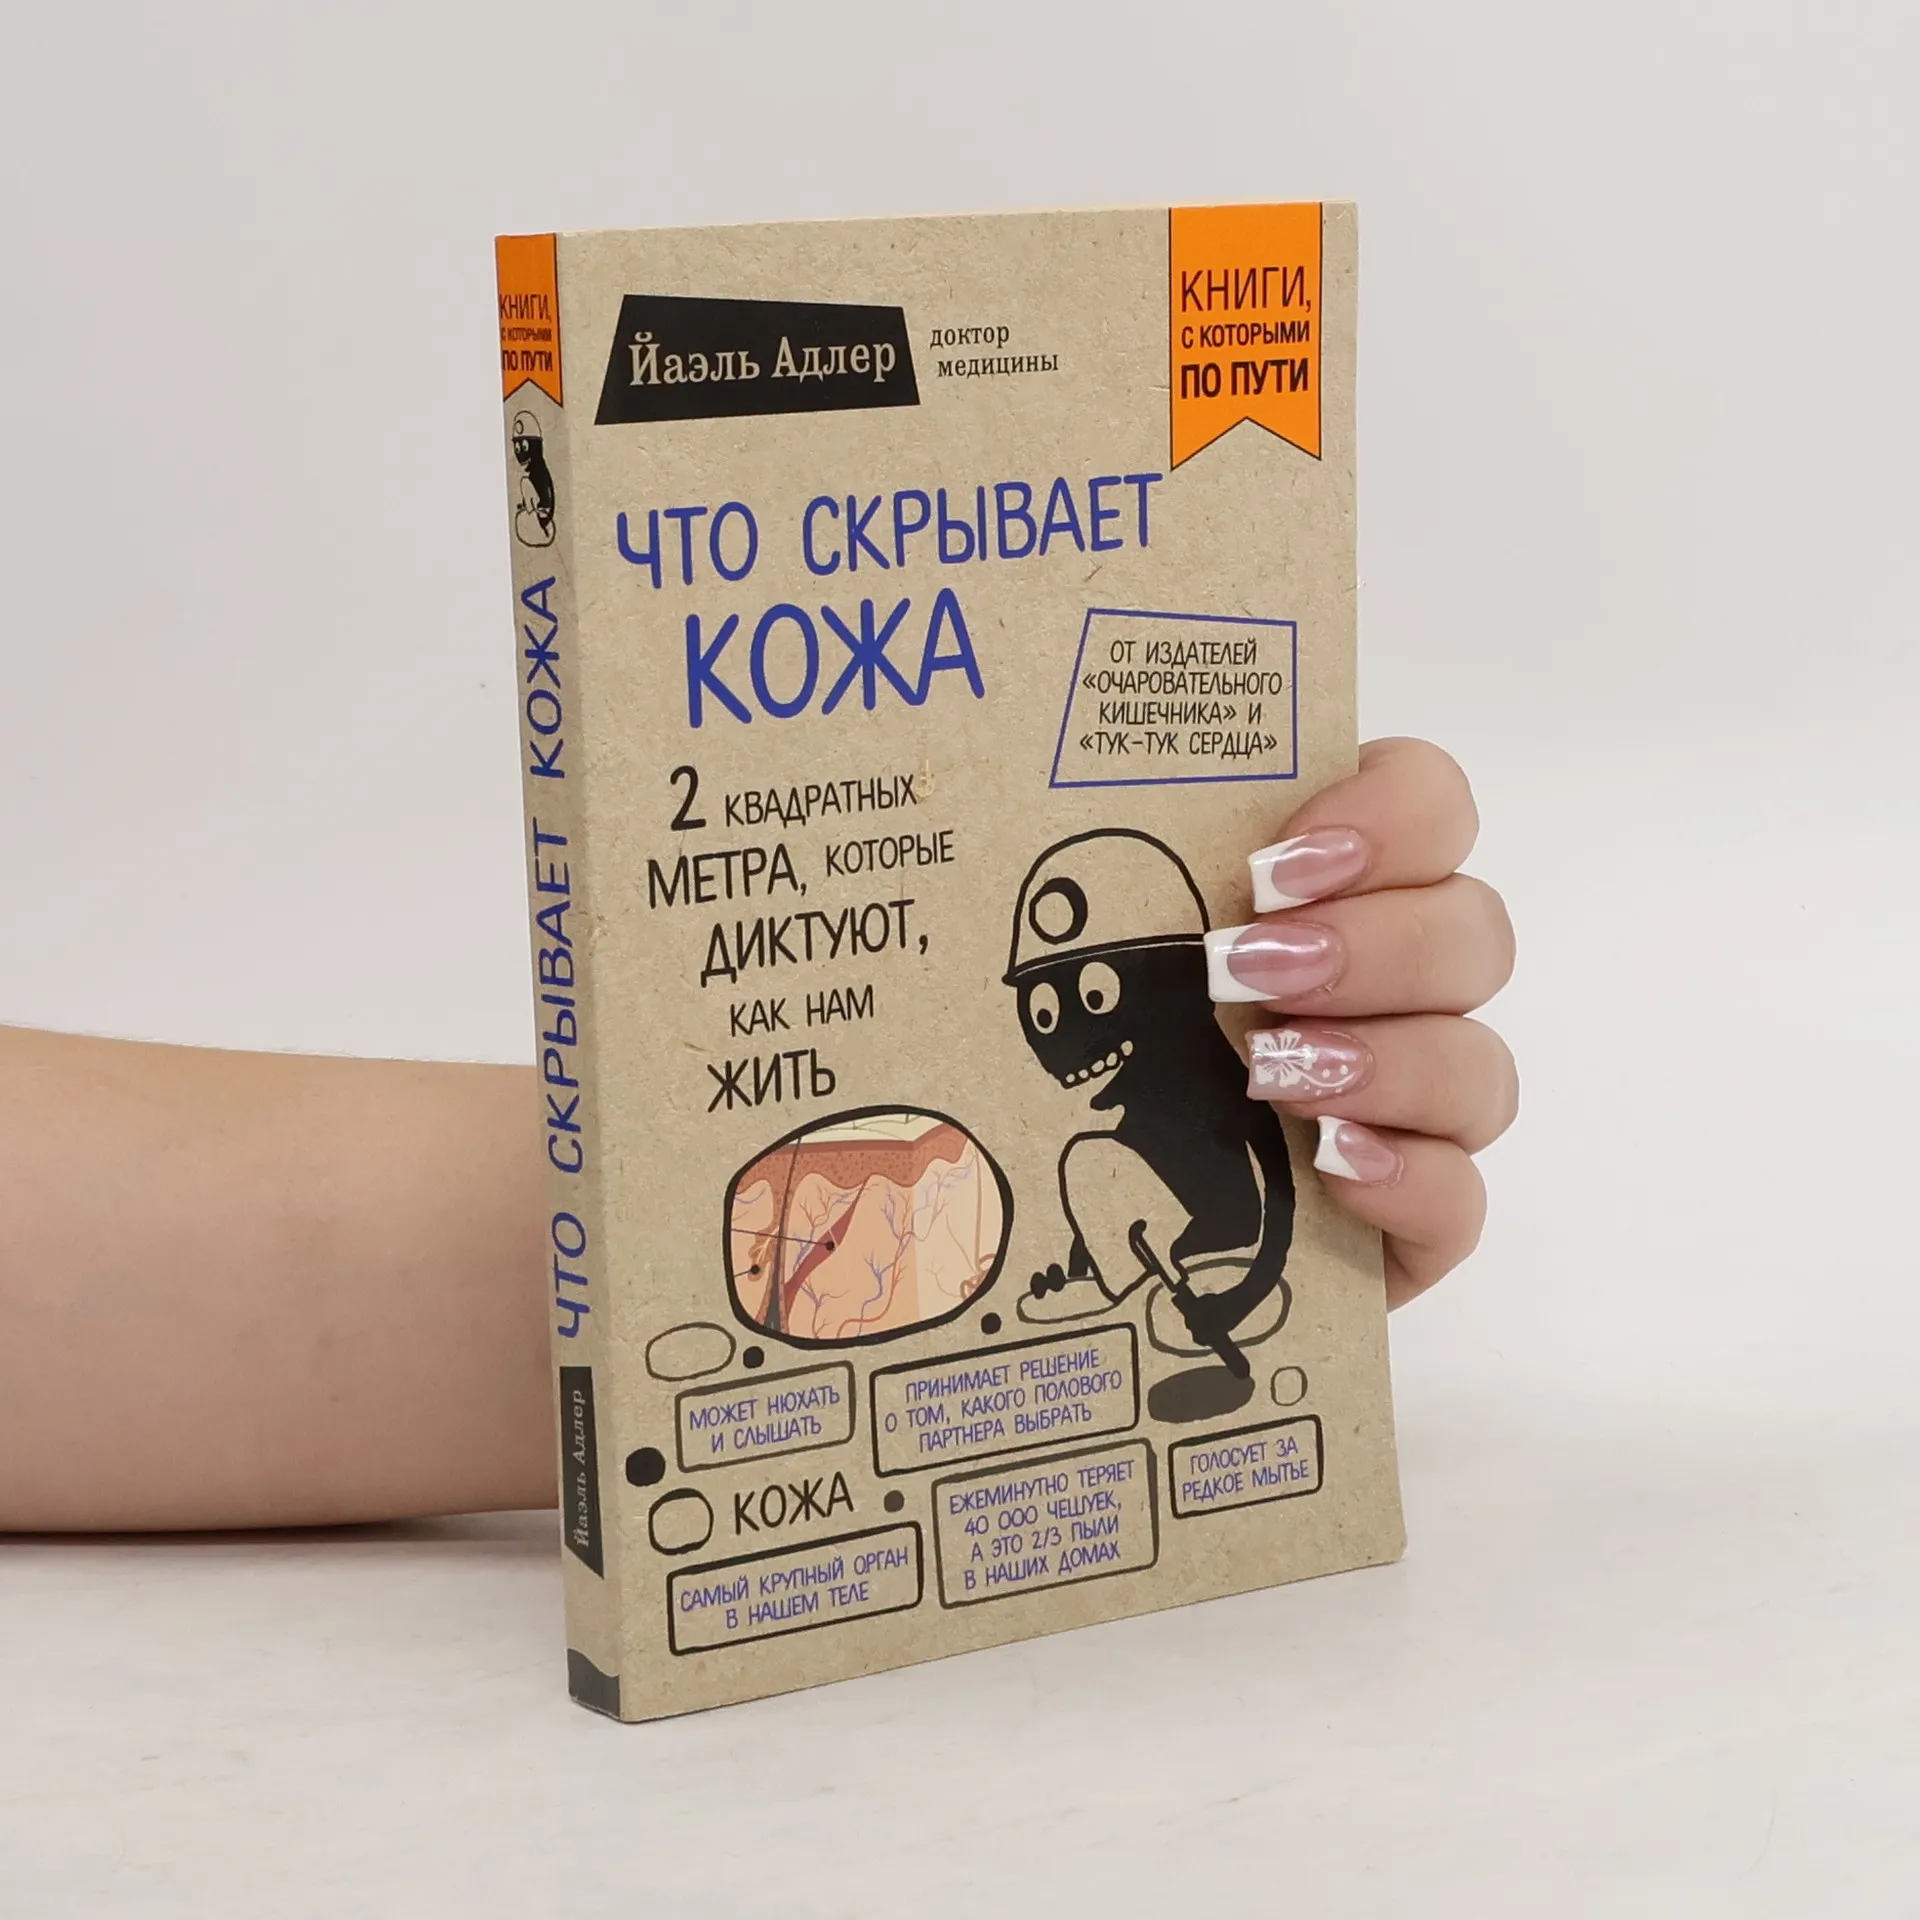 КНИГИ,
С КОТОРЫМИ
ПО ПУТИ
ЧТО СКРЫВАЕТ КОЖА
Йаэль Адлер
Йаэль Адлер
доктор
медицины
КНИГИ,
С КОТОРЫМИ
ПО ПУТИ
ЧТО СКРЫВАЕТ
КОЖА
ОТ ИЗДАТЕЛЕЙ
«ОЧАРОВАТЕЛЬНОГО
КИШЕЧНИКА» И
«ТУК-ТУК СЕРДЦА»
2 КВАДРАТНЫХ
МЕТРА, КОТОРЫЕ
ДИКТУЮТ,
КАК НАМ
ЖИТЬ
МОЖЕТ НЮХАТЬ
И СЛЫШАТЬ
ПРИНИМАЕТ РЕШЕНИЕ
О ТОМ, КАКОГО ПОЛОВОГО
ПАРТНЕРА ВЫБРАТЬ
ГОЛОСУЕТ ЗА
РЕДКОЕ МЫТЬЕ
КОЖА
ЕЖЕМИНУТНО ТЕРЯЕТ
40 000 ЧЕШУЕК,
А ЭТО 2/3 ПЫЛИ
В НАШИХ ДОМАХ
САМЫЙ КРУПНЫЙ ОРГАН
В НАШЕМ ТЕЛЕ